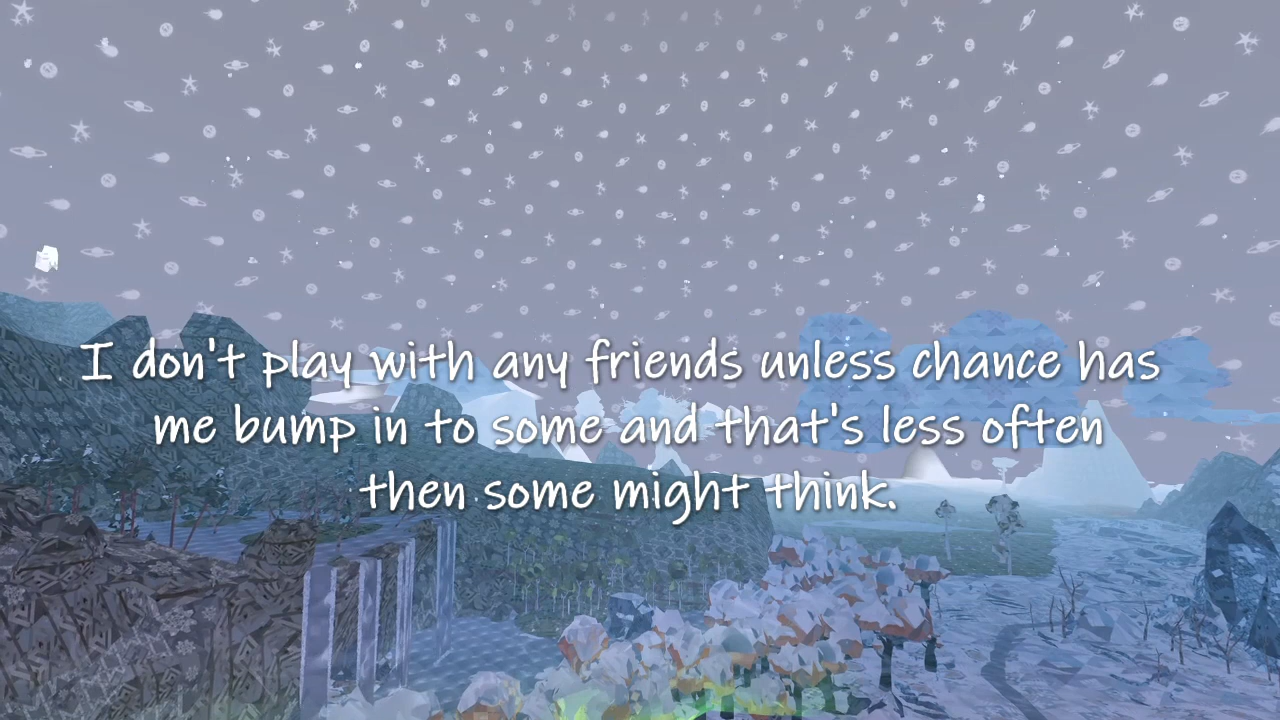 I don't play with any friends unless chance has
me bump in to some and that's less often
then some might think.